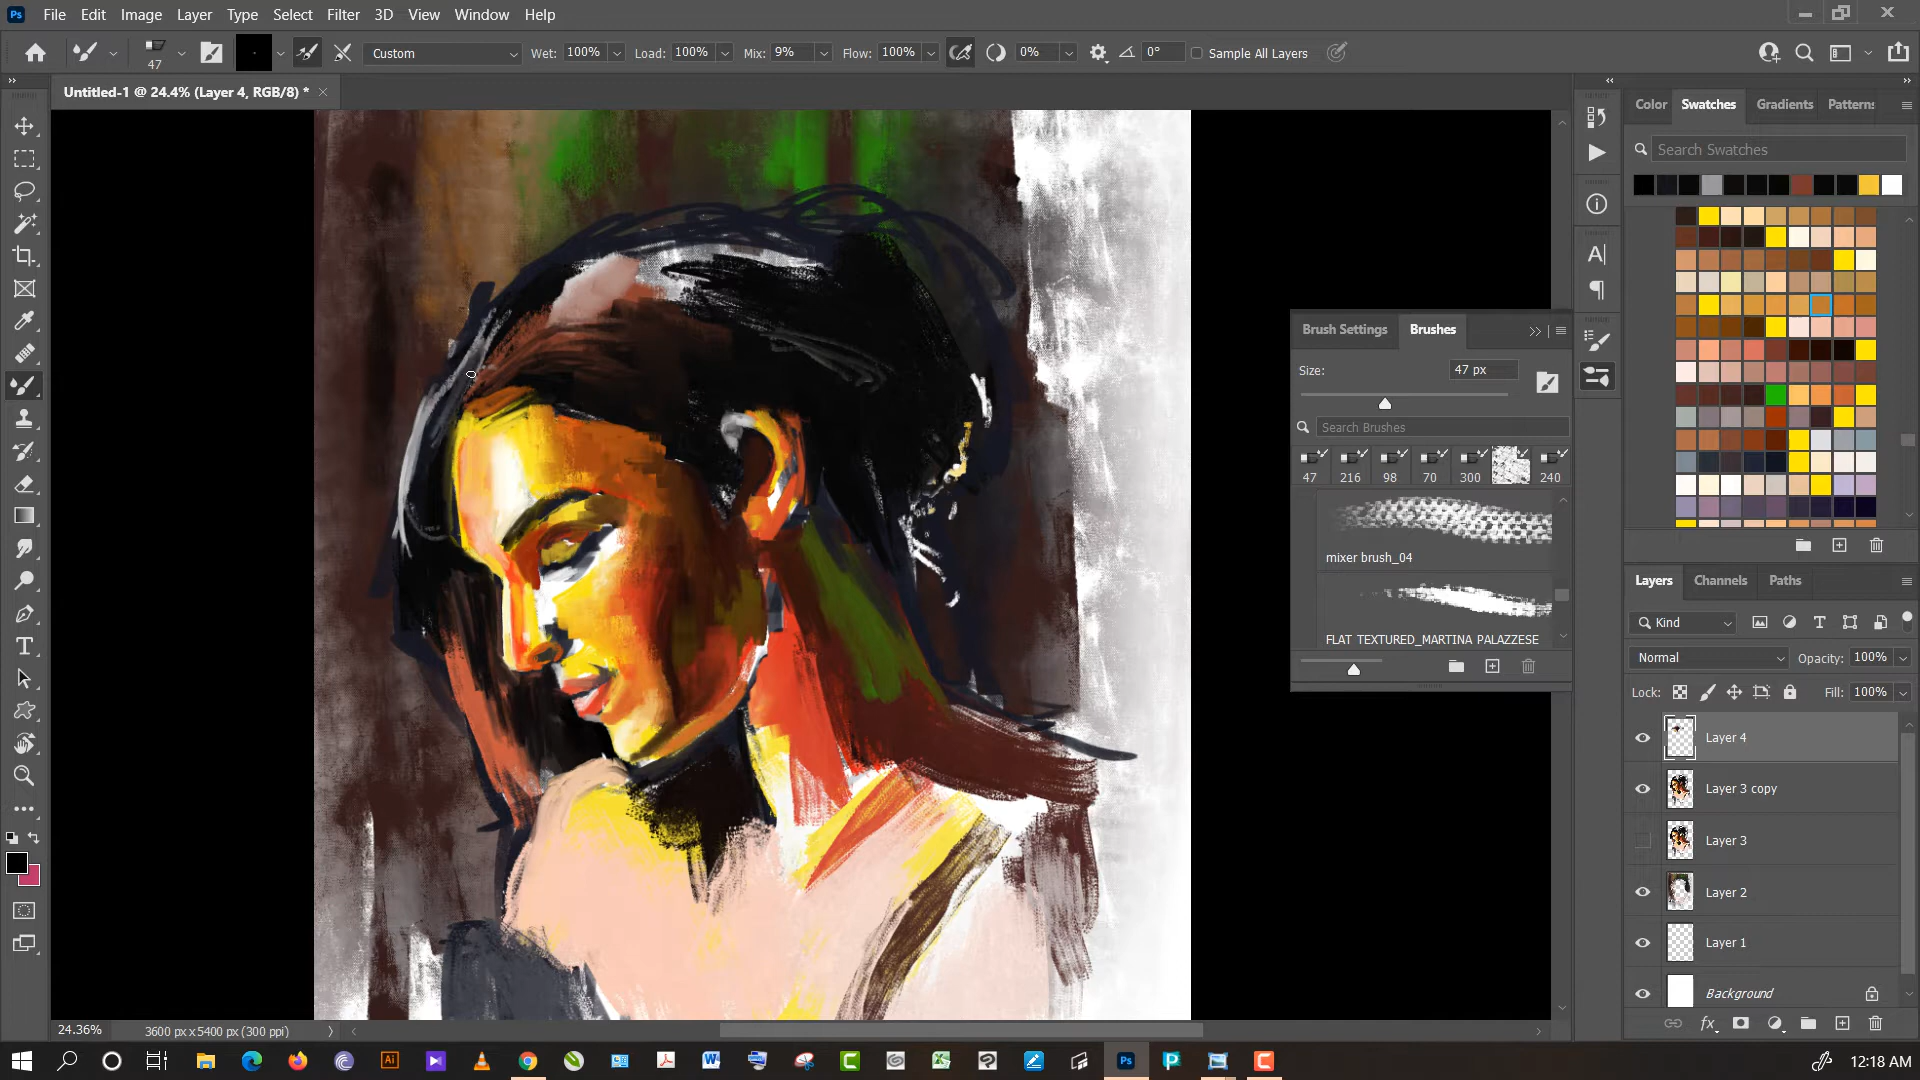 Ps File Edit Image Layer Type Select Filter 3D View Window Help
47 Custom Wet: 100% Load: 100% Mix: 9% Flow: 100% 0% 0° Sample All Layers
Untitled-1 @ 24.4% (Layer 4, RGB/8) *
Color Swatches Gradients Patterns
Search Swatches
Brush Settings Brushes
Size: 47 px
Search Brushes
47 216 98 70 300 240
mixer brush_04
FLAT TEXTURED_MARTINA PALAZZESE
Layers Channels Paths
Kind
Normal Opacity: 100%
Lock: Fill: 100%
Layer 4
Layer 3 copy
Layer 3
Layer 2
Layer 1
Background
fx
24.36% 3600 px x 5400 px (300 ppi)
Ai Ps
12:18 AM